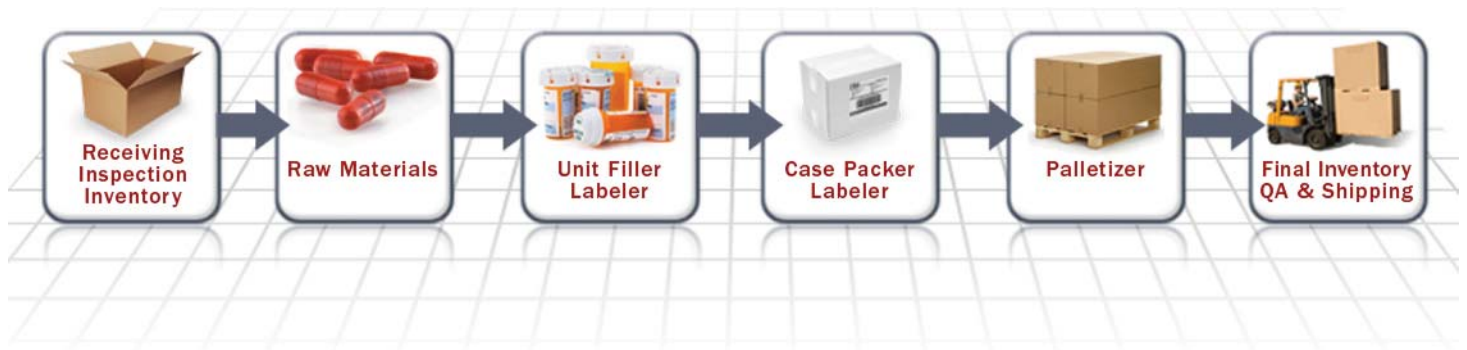 Receiving
Inspection
Inventory
Raw Materials
Unit Filler
Labeler
Case Packer
Labeler
Palletizer
Final Inventory
QA & Shipping